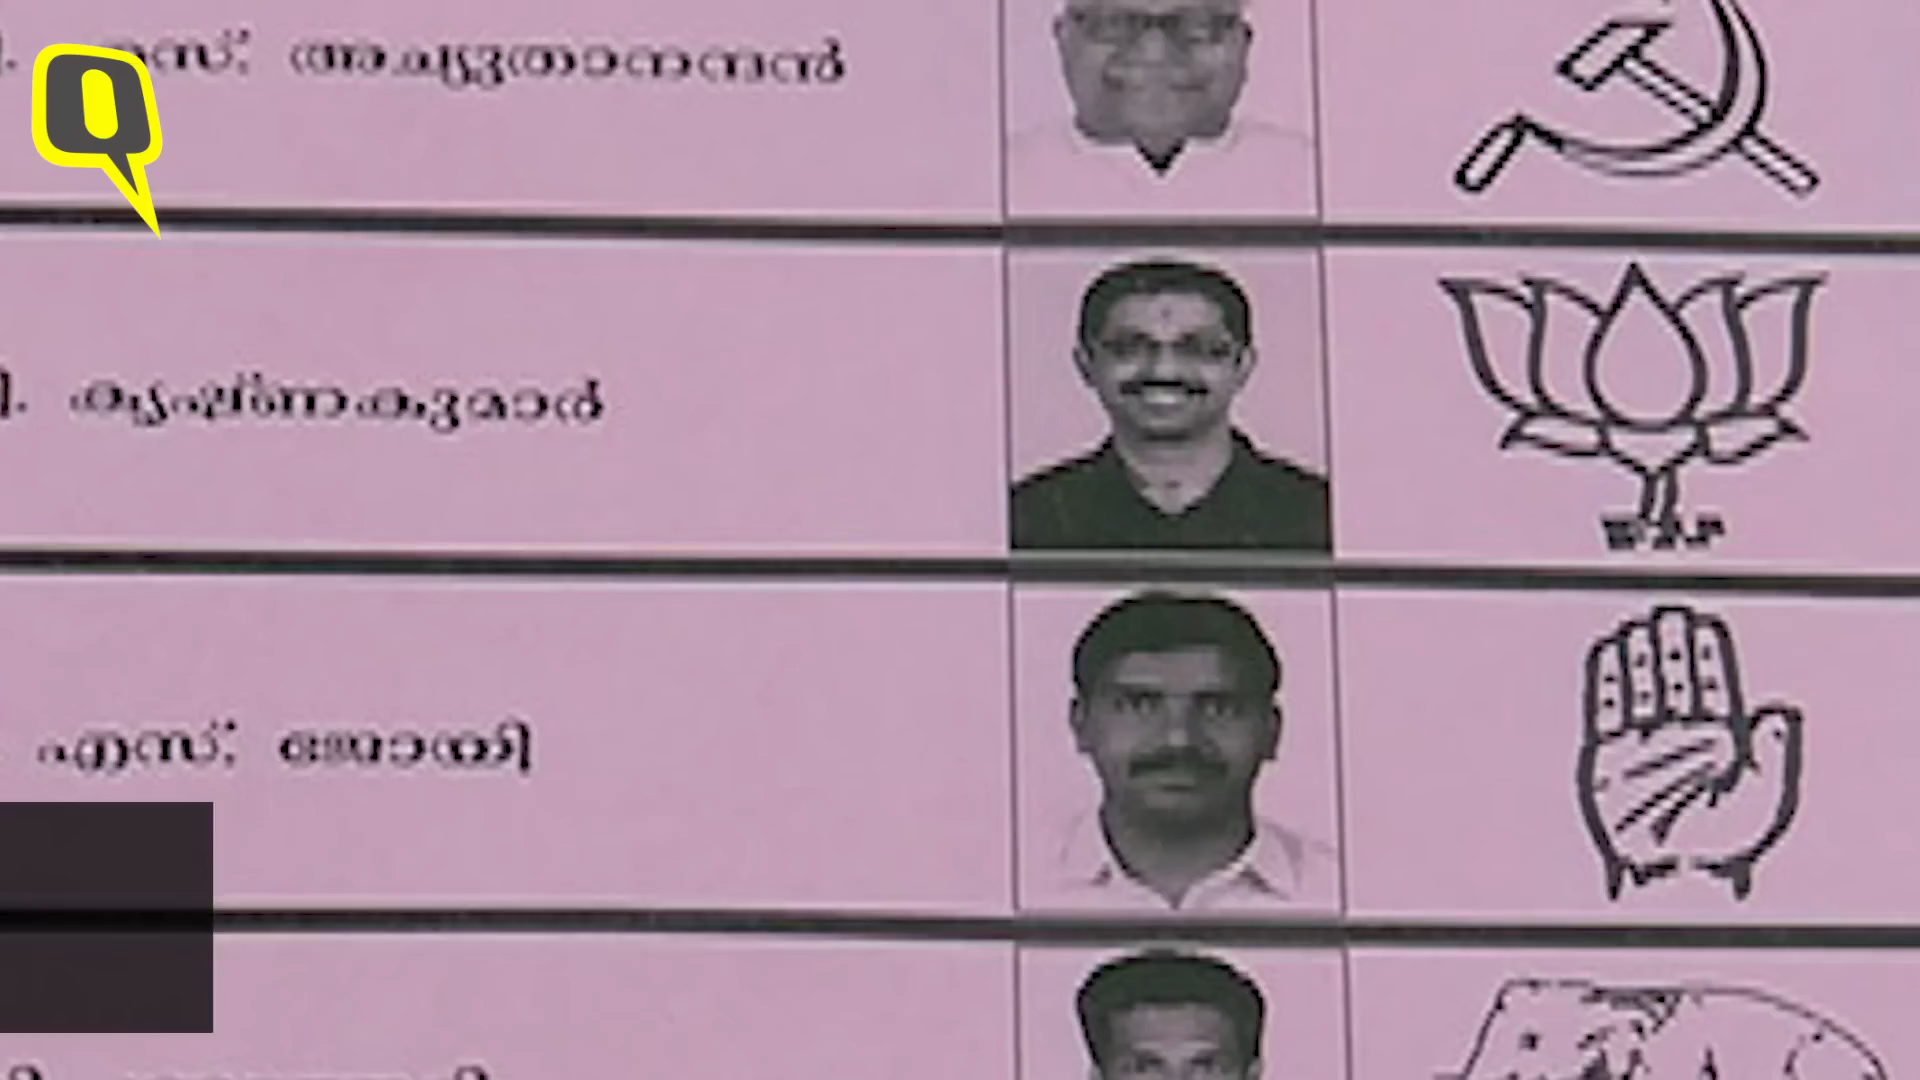 എസ്. അച്യുതാനന്ദൻ
സി. കൃഷ്ണകുമാർ
B.J.P
എസ്. ജോയി